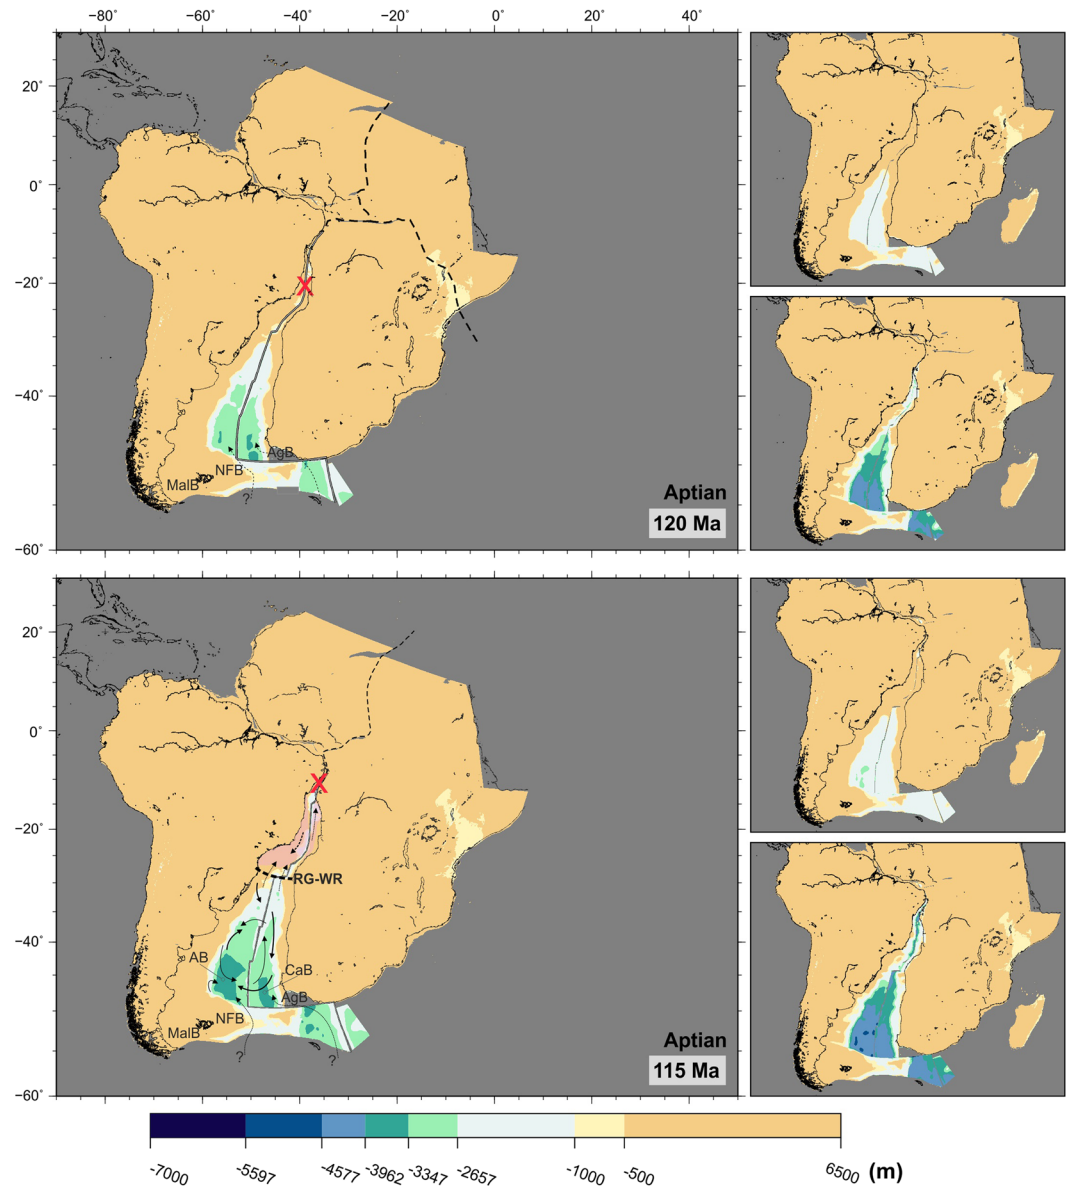 −80° −60° −40° −20° 0° 20° 40°
20°
0°
−20°
−40°
−60°
X
AgB
NFB
MalB
?
Aptian
120 Ma
20°
0°
−20°
−40°
−60°
X
RG-WR
AB
CaB
AgB
NFB
MalB
? ?
Aptian
115 Ma
-7000 -5597 -4577 -3962 -3347 -2657 -1000 -500 6500 (m)